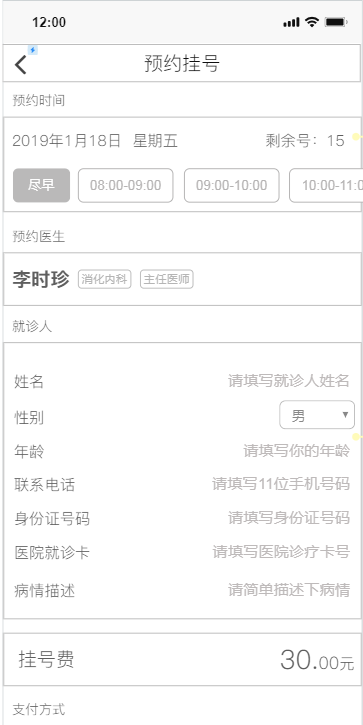 12:00
预约挂号
预约时间
2019年1月18日 星期五 剩余号：15
尽早 08:00-09:00 09:00-10:00 10:00-11:0
预约医生
李时珍 消化内科 主任医师
就诊人
姓名 请填写就诊人姓名
性别 男
年龄 请填写你的年龄
联系电话 请填写11位手机号码
身份证号码 请填写身份证号码
医院就诊卡 请填写医院诊疗卡号
病情描述 请简单描述下病情
挂号费 30.00元
支付方式